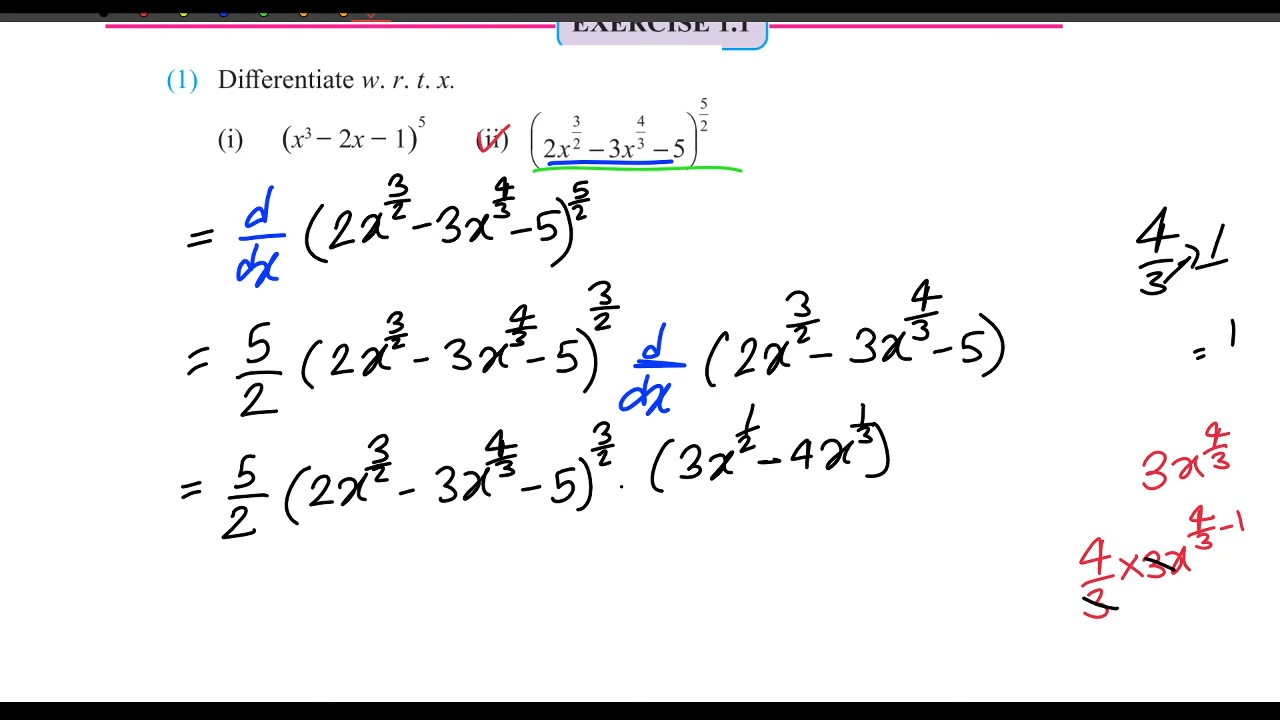 EXERCISE 1.1
(1) Differentiate w. r. t. x.
(i) (x³ – 2x – 1)^5 (ii) (2x^(3/2) – 3x^(4/3) – 5)^(5/2)
= d/dx (2x^(3/2) - 3x^(4/3) - 5)^(5/2)
4/3 - 1
= 5/2 (2x^(3/2) - 3x^(4/3) - 5)^(3/2) d/dx (2x^(3/2) - 3x^(4/3) - 5)
= 1
= 5/2 (2x^(3/2) - 3x^(4/3) - 5)^(3/2) . (3x^(1/2) - 4x^(1/3))
3x^(4/3)
4/3 × 3x^(4/3 - 1)